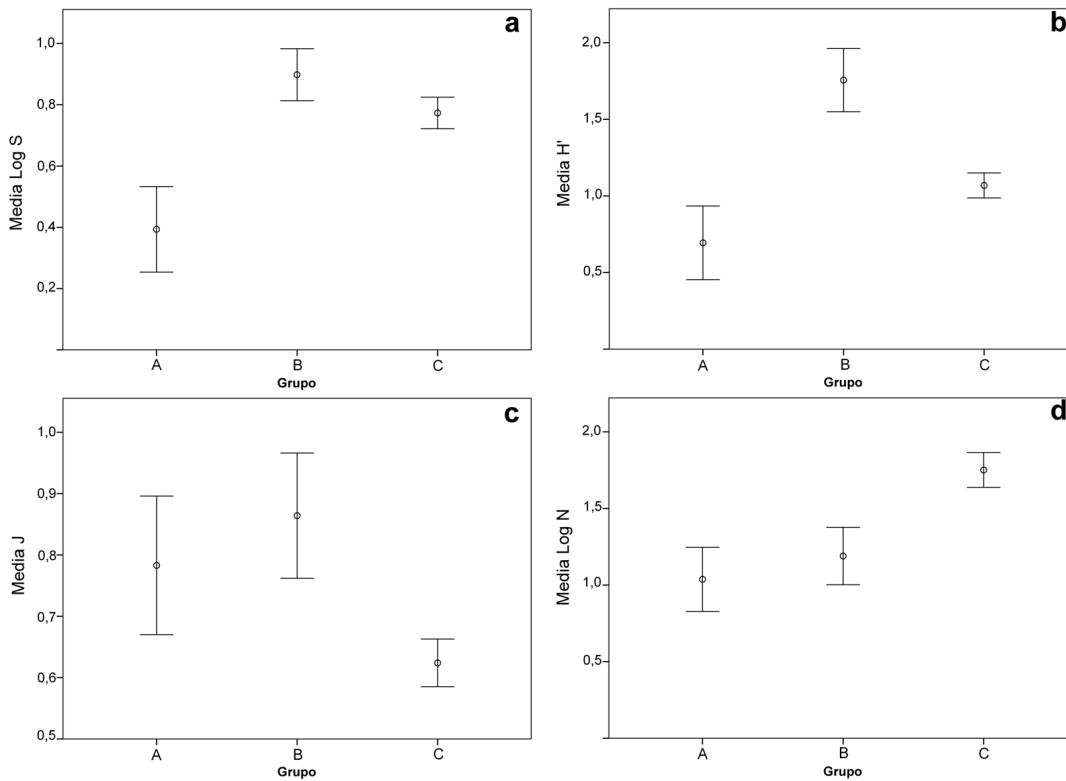 a
Media Log S
1,0
0,8
0,6
0,4
0,2
A B C
Grupo
b
Media H'
2,0
1,5
1,0
0,5
A B C
Grupo
c
Media J
1,0
0,9
0,8
0,7
0,6
0,5
A B C
Grupo
d
Media Log N
2,0
1,5
1,0
0,5
A B C
Grupo